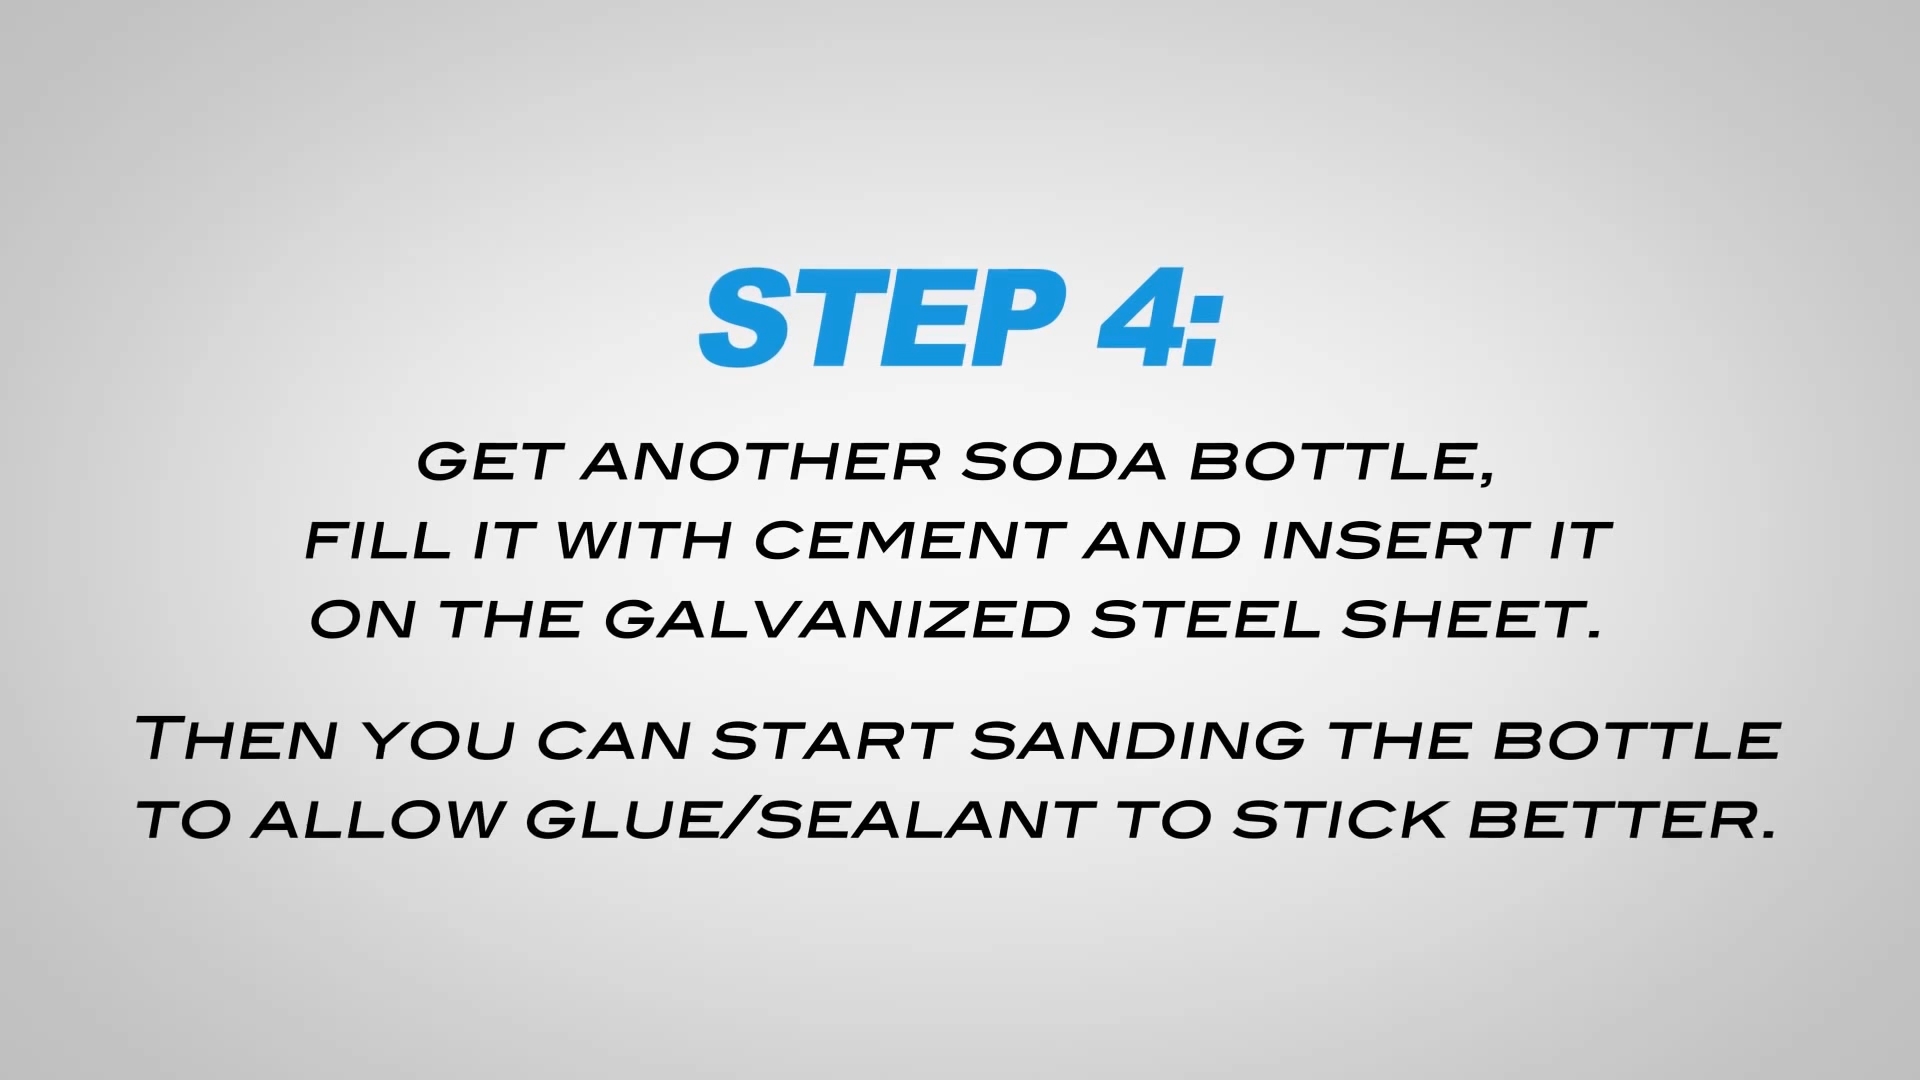 STEP 4:
GET ANOTHER SODA BOTTLE,
FILL IT WITH CEMENT AND INSERT IT
ON THE GALVANIZED STEEL SHEET.
THEN YOU CAN START SANDING THE BOTTLE
TO ALLOW GLUE/SEALANT TO STICK BETTER.